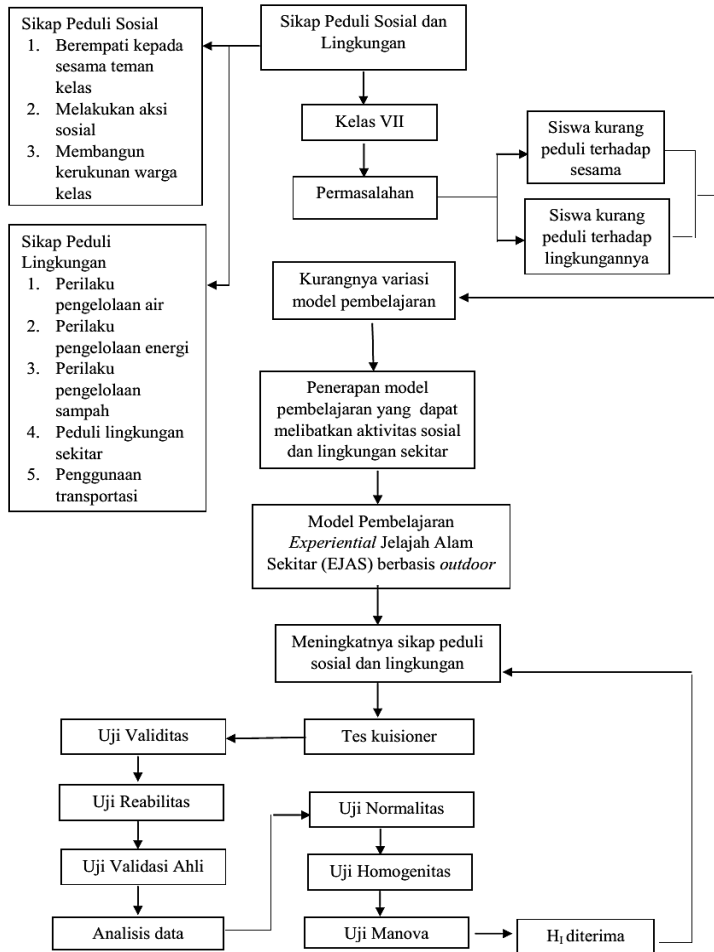 Sikap Peduli Sosial
1. Berempati kepada
sesama teman
kelas
2. Melakukan aksi
sosial
3. Membangun
kerukunan warga
kelas
Sikap Peduli Sosial dan
Lingkungan
Kelas VII
Permasalahan
Siswa kurang
peduli terhadap
sesama
Siswa kurang
peduli terhadap
lingkungannya
Sikap Peduli
Lingkungan
1. Perilaku
pengelolaan air
2. Perilaku
pengelolaan energi
3. Perilaku
pengelolaan
sampah
4. Peduli lingkungan
sekitar
5. Penggunaan
transportasi
Kurangnya variasi
model pembelajaran
Penerapan model
pembelajaran yang dapat
melibatkan aktivitas sosial
dan lingkungan sekitar
Model Pembelajaran
Experiential Jelajah Alam
Sekitar (EJAS) berbasis outdoor
Meningkatnya sikap peduli
sosial dan lingkungan
Tes kuisioner
Uji Validitas
Uji Reabilitas
Uji Validasi Ahli
Analisis data
Uji Normalitas
Uji Homogenitas
Uji Manova
H₁ diterima